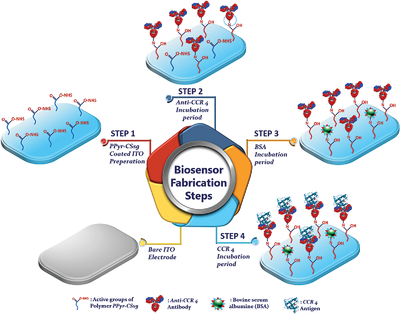 STEP 2
Anti-CCR 4
Incubation
period
STEP 1
PPyr-CS19
Coated ITO
Preperation
STEP 3
BSA
Incubation
period
Biosensor
Fabrication
Steps
Bare ITO
Electrode
STEP 4
CCR 4
Incubation
period
: Active groups of
Polymer PPyr-CS19
: Anti-CCR 4
Antibody
: Bovine serum
albumine (BSA)
: CCR 4
Antigen